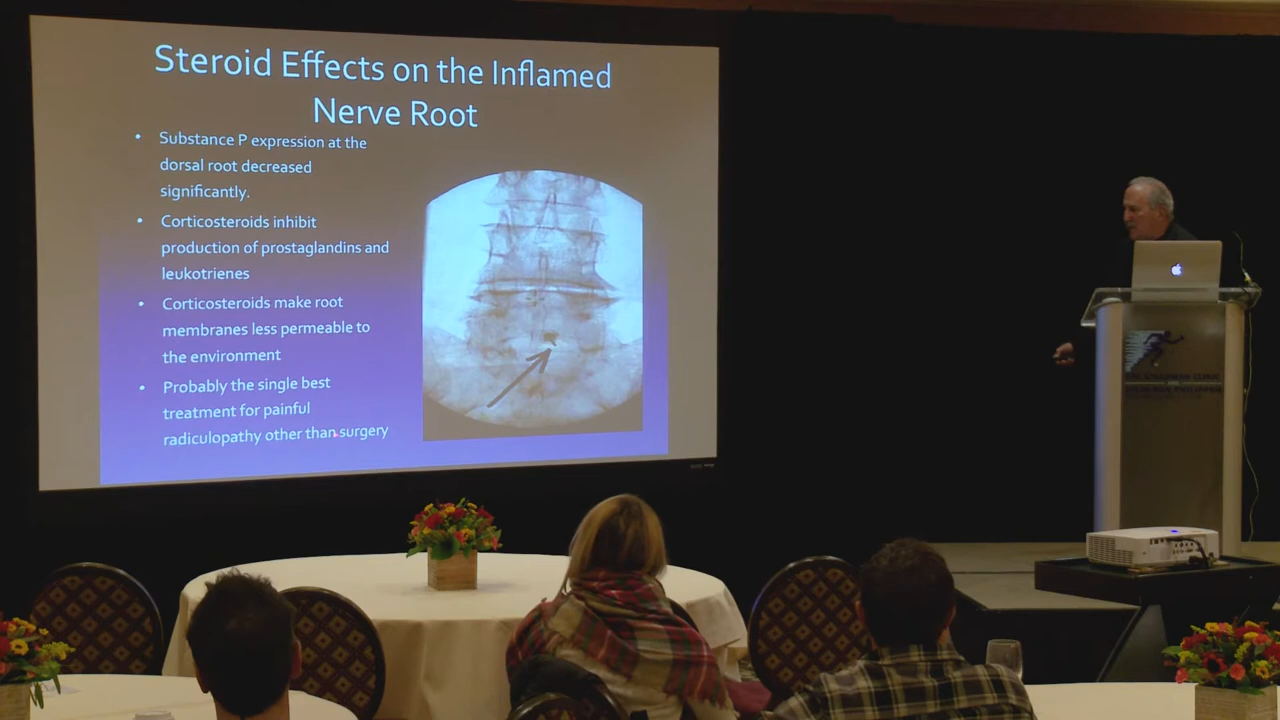 Steroid Effects on the Inflamed
Nerve Root
• Substance P expression at the
dorsal root decreased
significantly.
• Corticosteroids inhibit
production of prostaglandins and
leukotrienes
• Corticosteroids make root
membranes less permeable to
the environment
• Probably the single best
treatment for painful
radiculopathy other than surgery